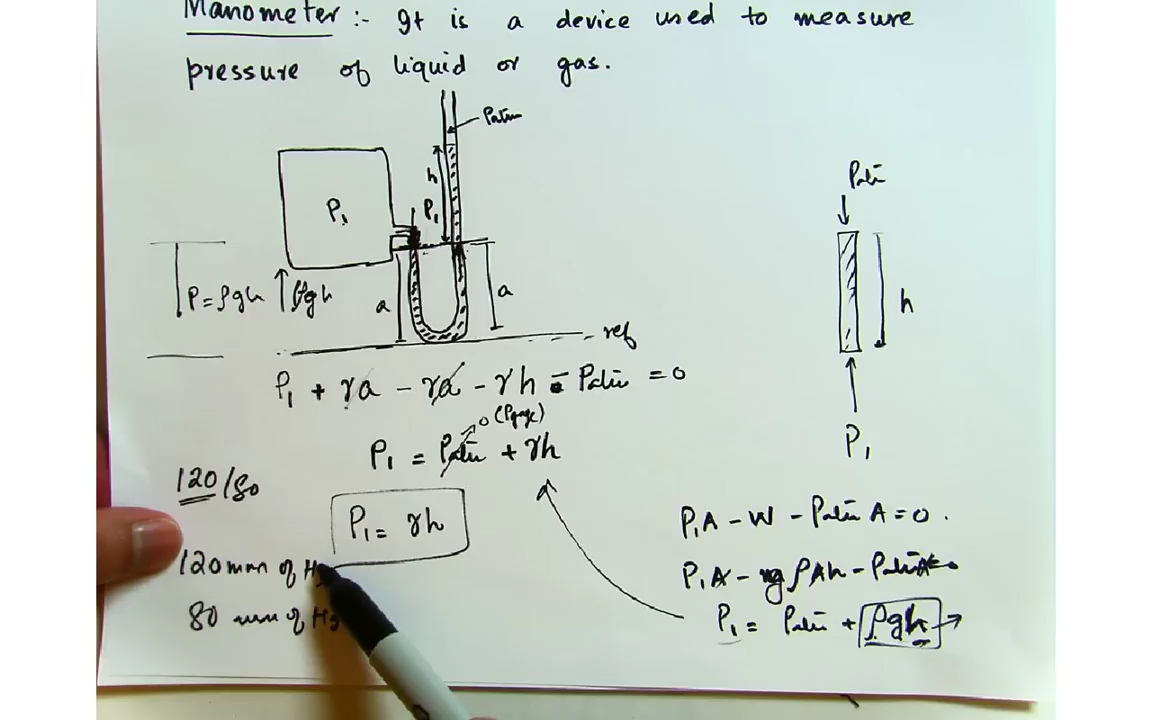 Manometer :- It is a device used to measure
pressure of liquid or gas.
Patm
h
P₁
P₁
P = ρgh
ρgh
a
a
ref
P₁ + γa - γa - γh - Patm = 0
0 (Pgage)
P₁ = Patm + γh
120/80
P₁ = γh
120 mm of Hg
80 mm of Hg
Patm
h
P₁
P₁A - W - Patm A = 0.
P₁A - ρAh - PatmA = 0
P₁ = Patm + ρgh →